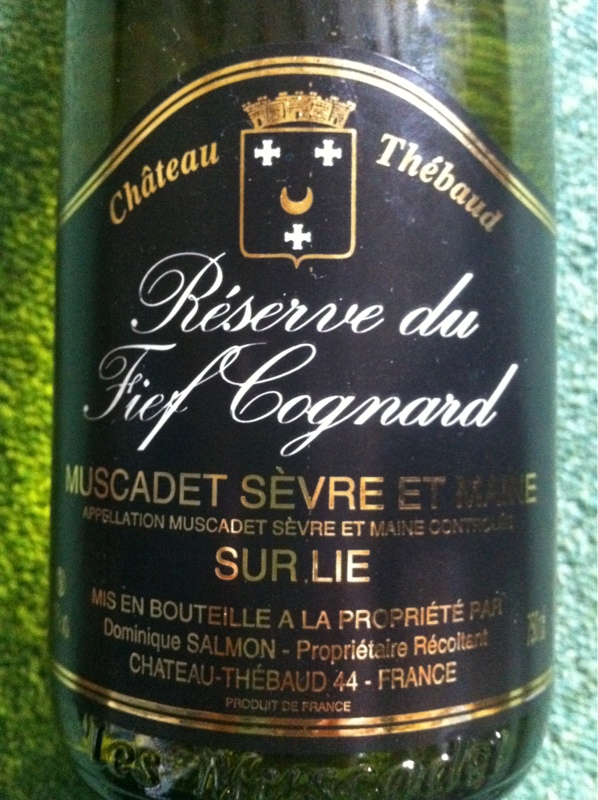 Château Thébaud
Réserve du
Fief Cognard
MUSCADET SÈVRE ET MAINE
APPELLATION MUSCADET SÈVRE ET MAINE CONTROLÉE
SUR LIE
MIS EN BOUTEILLE A LA PROPRIÉTÉ PAR
Dominique SALMON - Propriétaire Récoltant
CHATEAU-THÉBAUD 44 - FRANCE
PRODUIT DE FRANCE